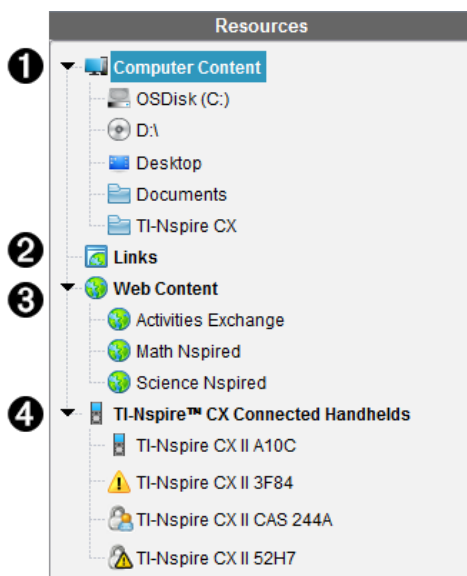 Resources
1 Computer Content
OSDisk (C:)
D:\
Desktop
Documents
TI-Nspire CX
2 Links
3 Web Content
Activities Exchange
Math Nspired
Science Nspired
4 TI-Nspire™ CX Connected Handhelds
TI-Nspire CX II A10C
TI-Nspire CX II 3F84
TI-Nspire CX II CAS 244A
TI-Nspire CX II 52H7